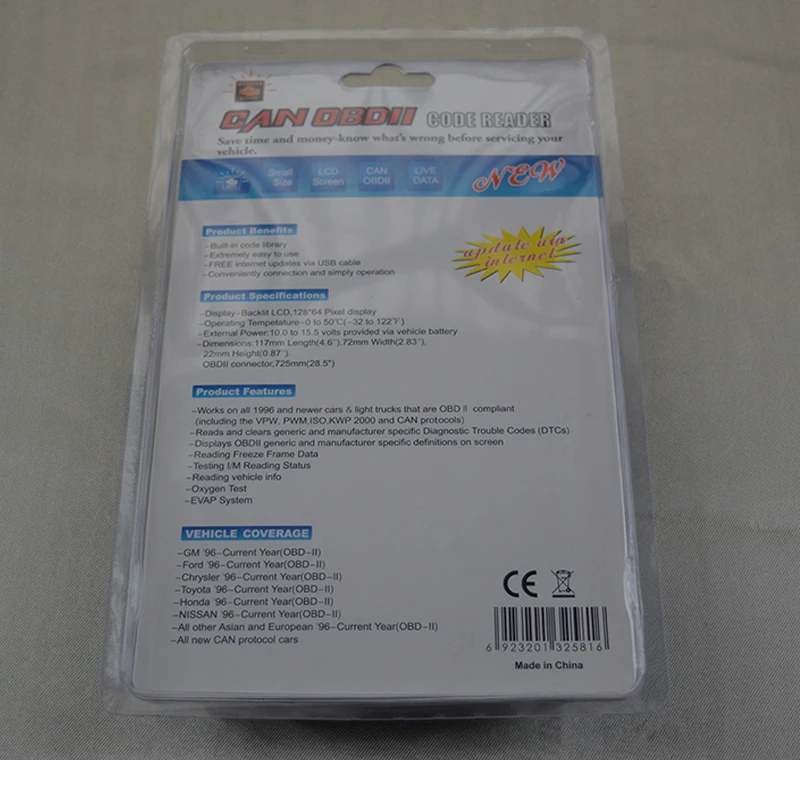 CAN OBDII CODE READER
Save time and money-know what's wrong before servicing your
vehicle.
Small Size
LCD Screen
CAN OBDII
LIVE DATA
NEW
update via
internet
Product Benefits
-Built-in code library
-Extremely easy to use
-FREE internet updates via USB cable
-Conveniently connection and simply operation
Product Specifications
-Display-Backlit LCD,128*64 Pixel display
-Operating Tempetature-0 to 50℃(-32 to 122℉)
-External Power:10.0 to 15.5 volts provided via vehicle battery
-Dimensions:117mm Length(4.6"),72mm Width(2.83"),
22mm Height(0.87").
OBDII connector,725mm(28.5")
Product Features
-Works on all 1996 and newer cars & light trucks that are OBD II compliant
(including the VPW, PWM,ISO,KWP 2000 and CAN protocols)
-Reads and clears generic and manufacturer specific Diagnostic Trouble Codes (DTCs)
-Displays OBDII generic and manufacturer specific definitions on screen
-Reading Freeze Frame Data
-Testing I/M Reading Status
-Reading vehicle info
-Oxygen Test
-EVAP System
VEHICLE COVERAGE
-GM '96-Current Year(OBD-II)
-Ford '96-Current Year(OBD-II)
-Chrysler '96-Current Year(OBD-II)
-Toyota '96-Current Year(OBD-II)
-Honda '96-Current Year(OBD-II)
-NISSAN '96-Current Year(OBD-II)
-All other Asian and European '96-Current Year(OBD-II)
-All new CAN protocol cars
CE
6 923201 325816
Made in China